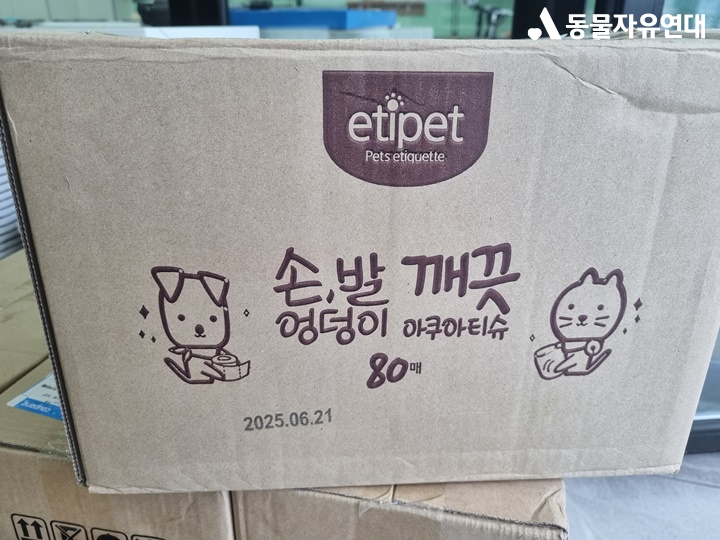 동물자유연대
etipet
Pets etiquette
손,발 깨끗
엉덩이 아쿠아티슈
80매
2025.06.21